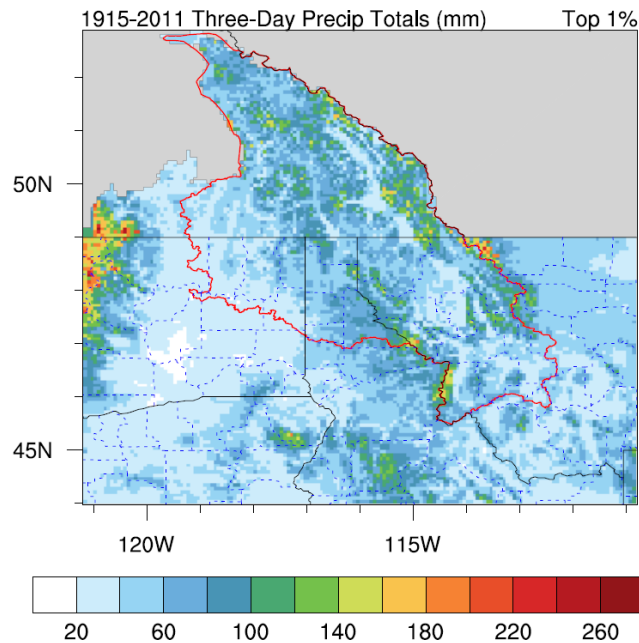 1915-2011 Three-Day Precip Totals (mm) Top 1%
50N
45N
120W 115W
20 60 100 140 180 220 260